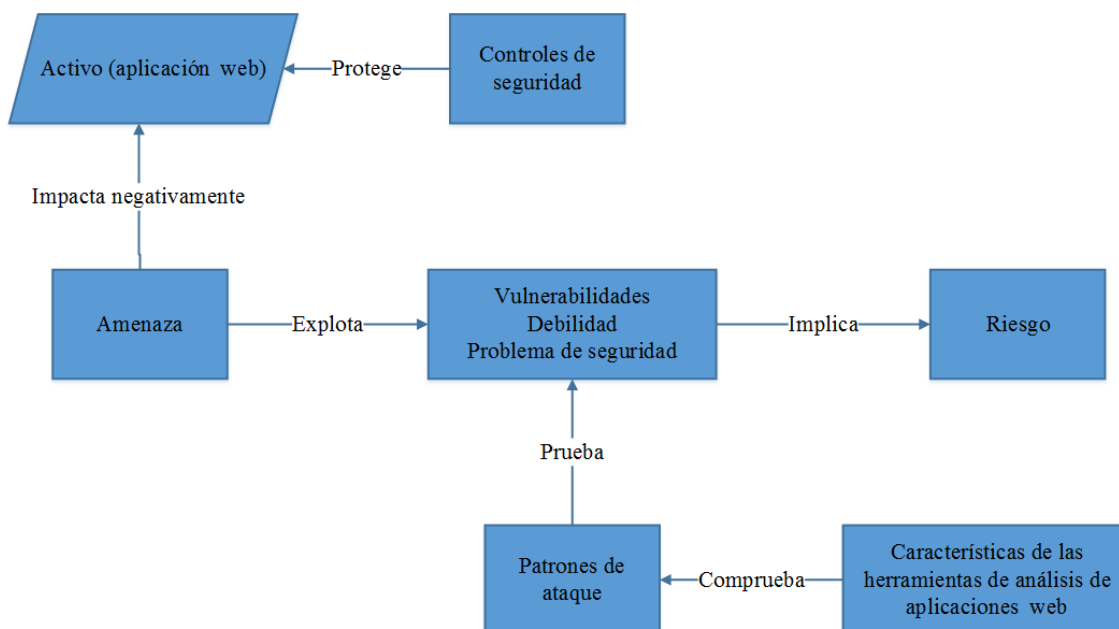 Activo (aplicación web)
Protege
Controles de
seguridad
Impacta negativamente
Amenaza
Explota
Vulnerabilidades
Debilidad
Problema de seguridad
Implica
Riesgo
Prueba
Patrones de
ataque
Comprueba
Características de las
herramientas de análisis de
aplicaciones web